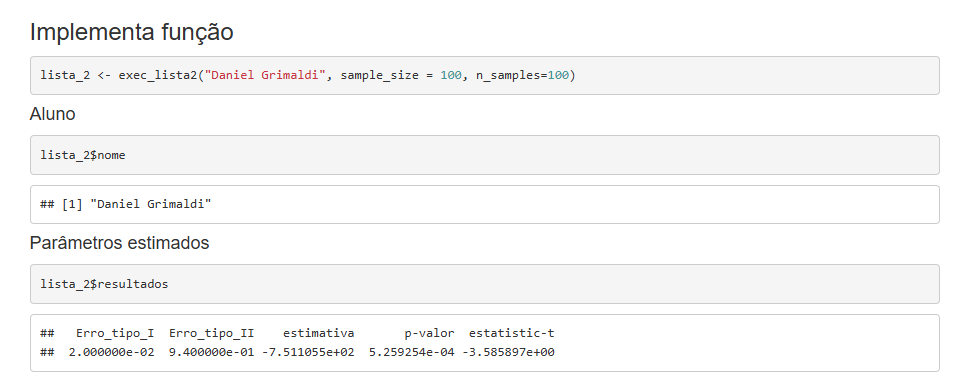 Implementa função
lista_2 <- exec_lista2("Daniel Grimaldi", sample_size = 100, n_samples=100)
Aluno
lista_2$nome
## [1] "Daniel Grimaldi"
Parâmetros estimados
lista_2$resultados
##   Erro_tipo_I  Erro_tipo_II    estimativa       p-valor  estatistic-t
##  2.000000e-02  9.400000e-01 -7.511055e+02  5.259254e-04 -3.585897e+00